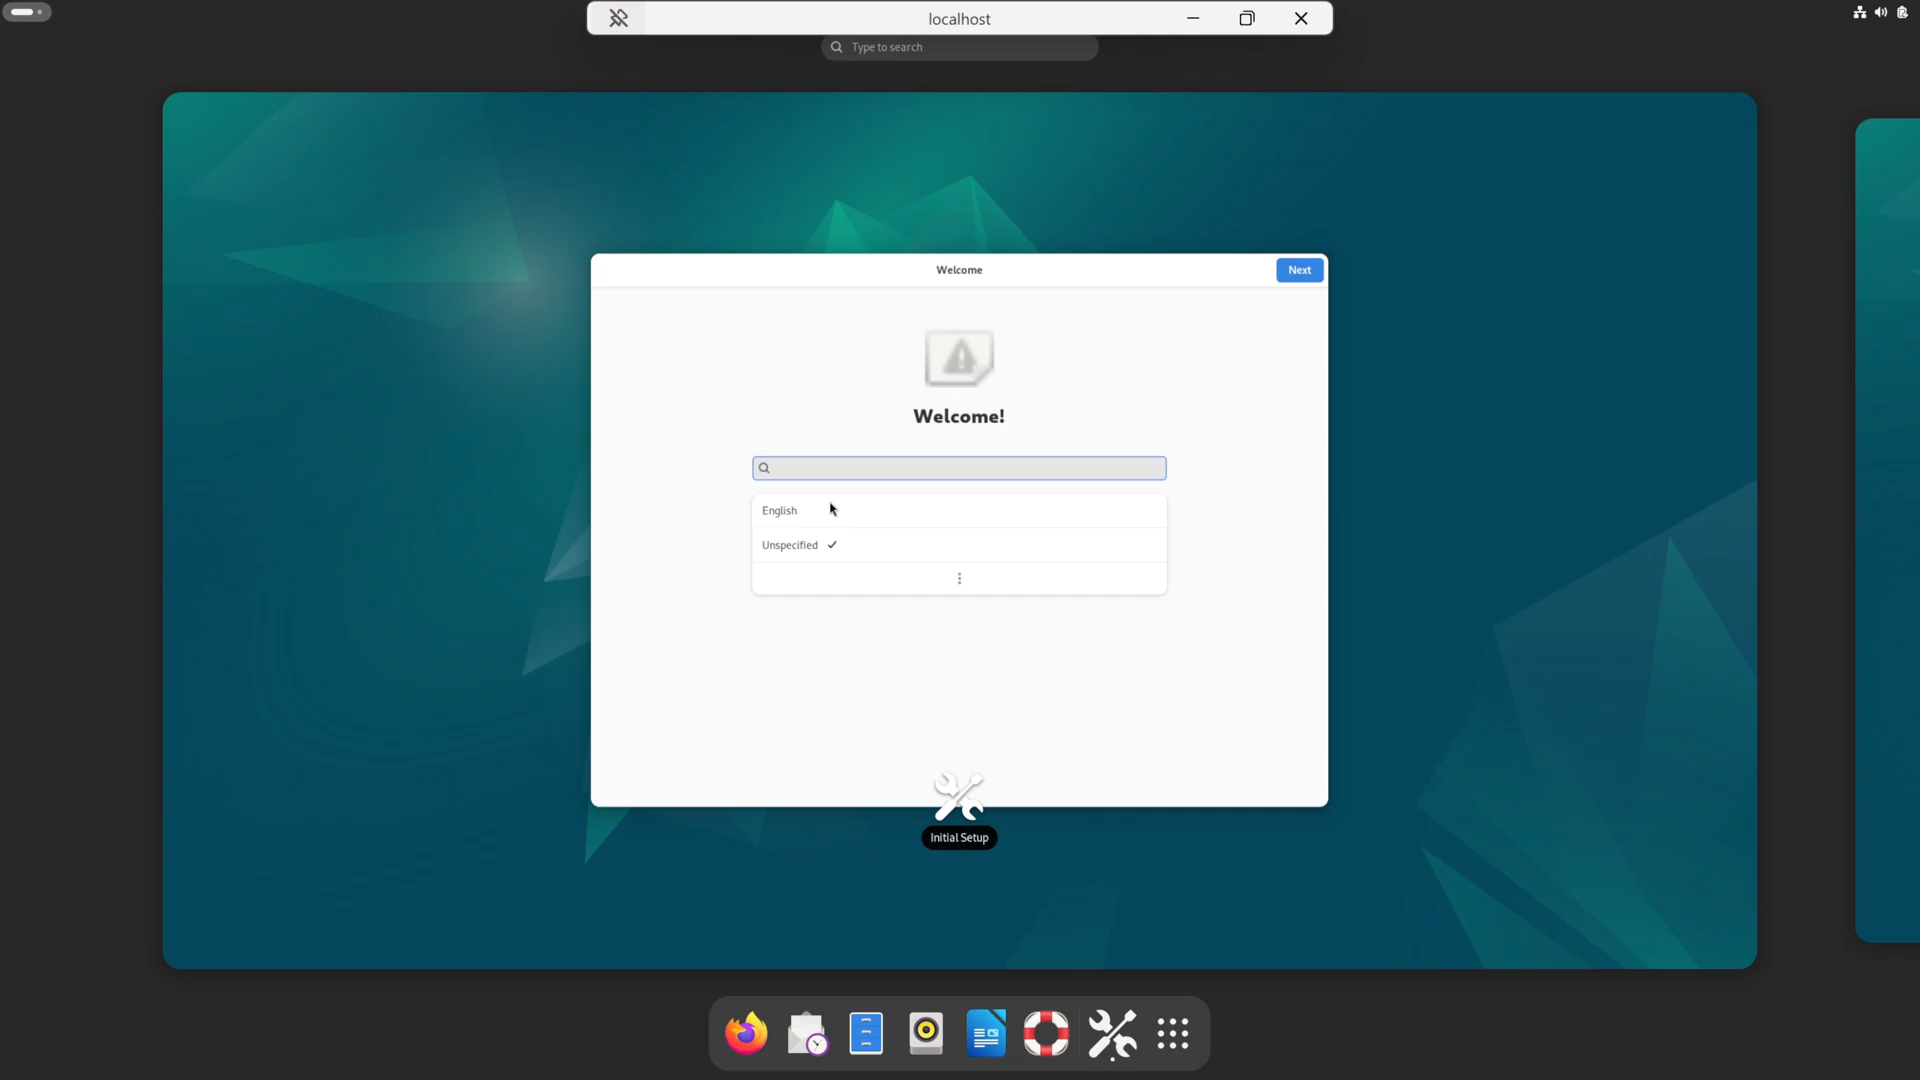 localhost
Type to search
Welcome
Next
Welcome!
English
Unspecified
Initial Setup